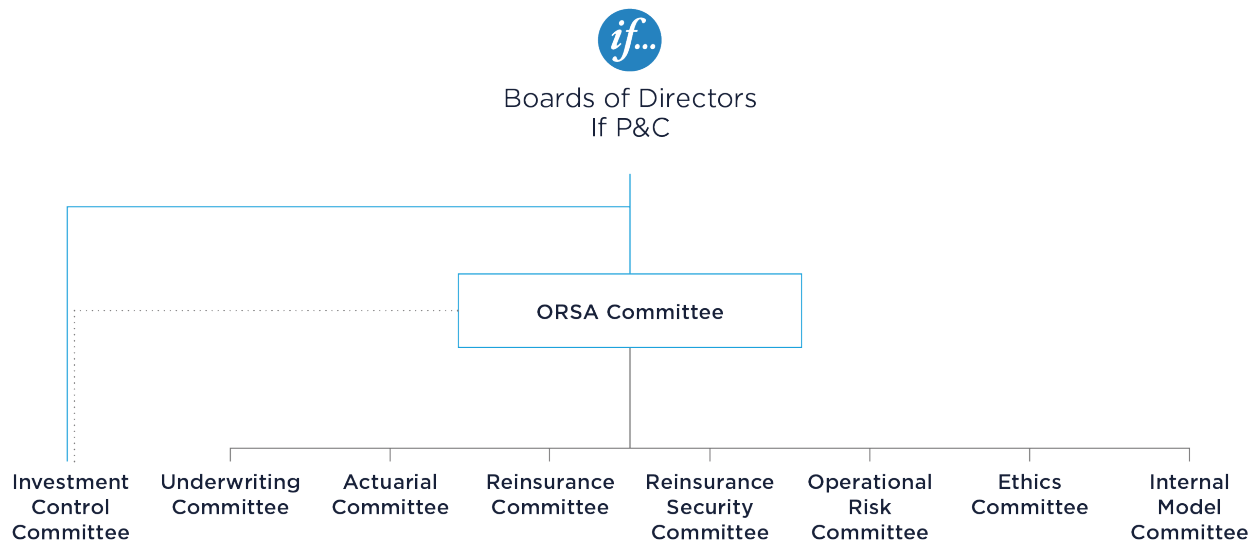 if...
Boards of Directors
If P&C
ORSA Committee
Investment
Control
Committee
Underwriting
Committee
Actuarial
Committee
Reinsurance
Committee
Reinsurance
Security
Committee
Operational
Risk
Committee
Ethics
Committee
Internal
Model
Committee